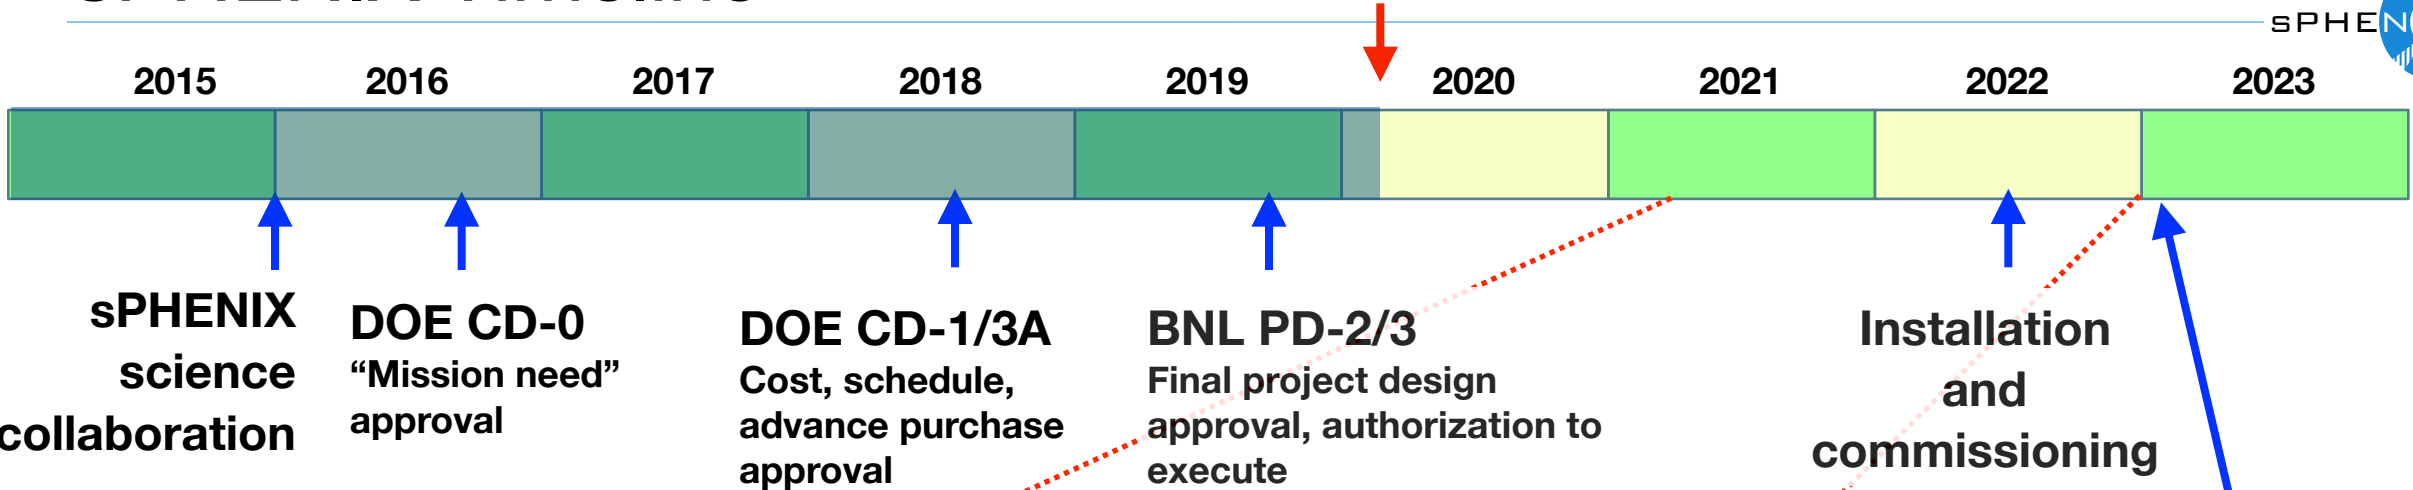 sPHEN
2015 2016 2017 2018 2019 2020 2021 2022 2023
sPHENIX
science
collaboration
DOE CD-0
“Mission need”
approval
DOE CD-1/3A
Cost, schedule,
advance purchase
approval
BNL PD-2/3
Final project design
approval, authorization to
execute
Installation
and
commissioning